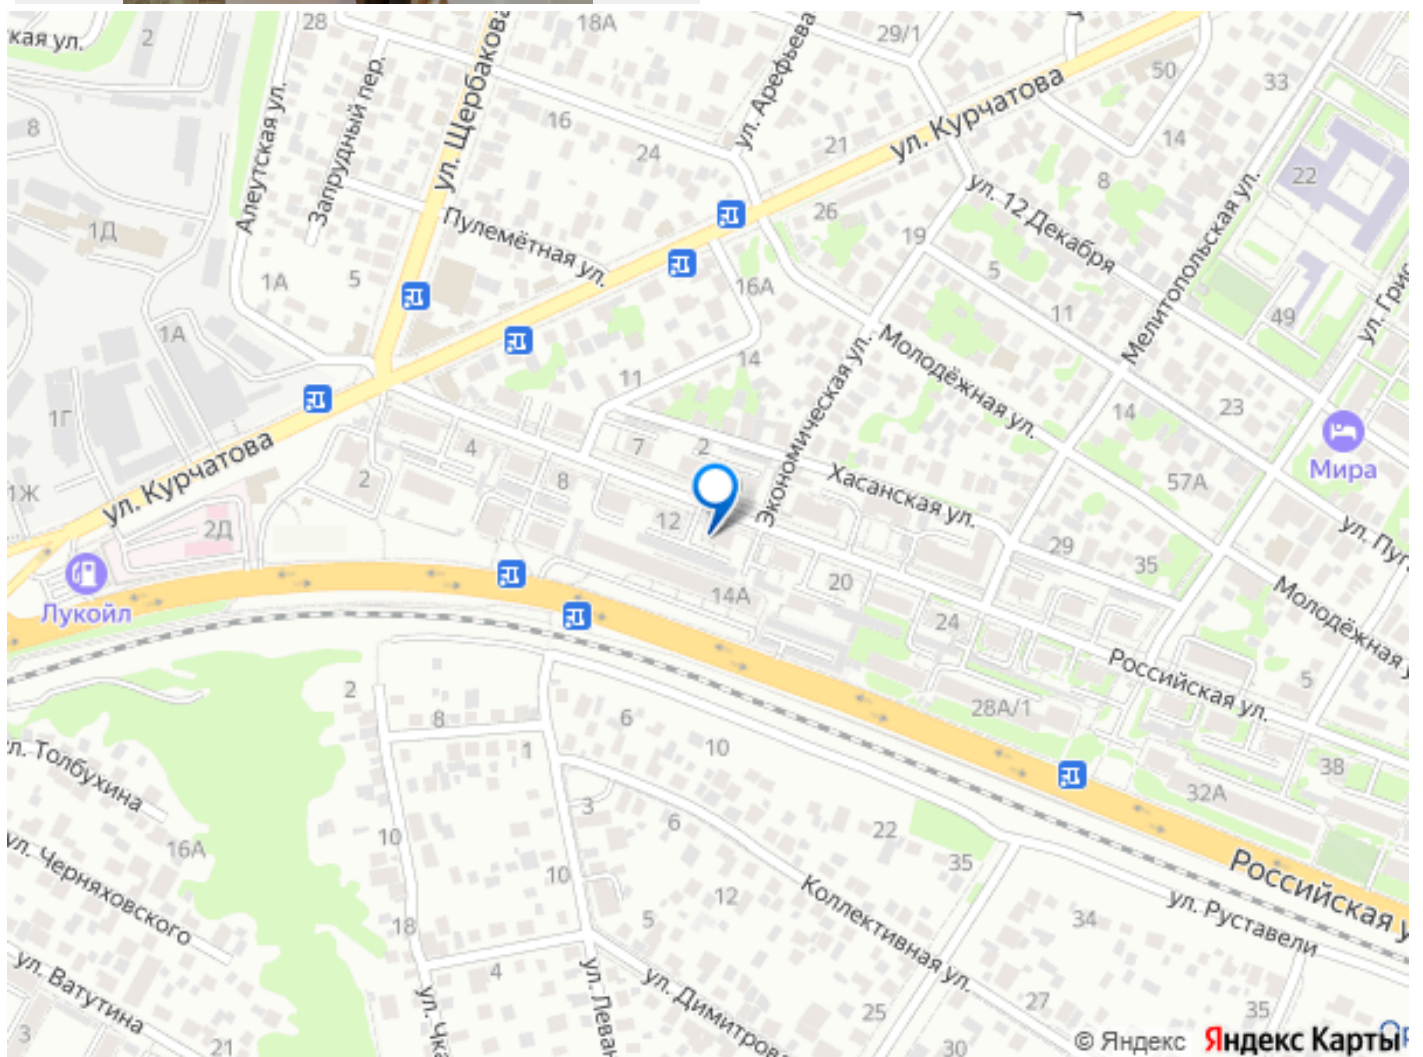 кая ул.
2
28
18А
29/1
ул. Щербакова
ул. Арефьева
ул. Курчатова
50
33
Алеутская ул.
Запрудный пер.
8
16
24
21
14
22
8
1Д
Пулемётная ул.
26
19
ул. 12 Декабря
Мелитопольская ул.
1А
5
16А
5
11
49
ул. Грис
1А
14
Молодёжная ул.
11
1Г
4
7
2
Экономическая ул.
14
23
Мира
ул. Курчатова
2
8
Хасанская ул.
57А
1Ж
2Д
12
29
35
ул. Пуг
Лукойл
14А
20
24
Молодёжная у
Российская ул.
5
2
8
6
28А/1
1
10
38
ул. Толбухина
3
6
32А
16А
10
22
35
Российская у
ул. Черняховского
10
12
Коллективная ул.
ул. Руставели
18
5
34
4
ул. Ватутина
ул. Чка
ул. Леван
ул. Димитрова
25
27
35
3
21
30
© Яндекс
Яндекс Карты